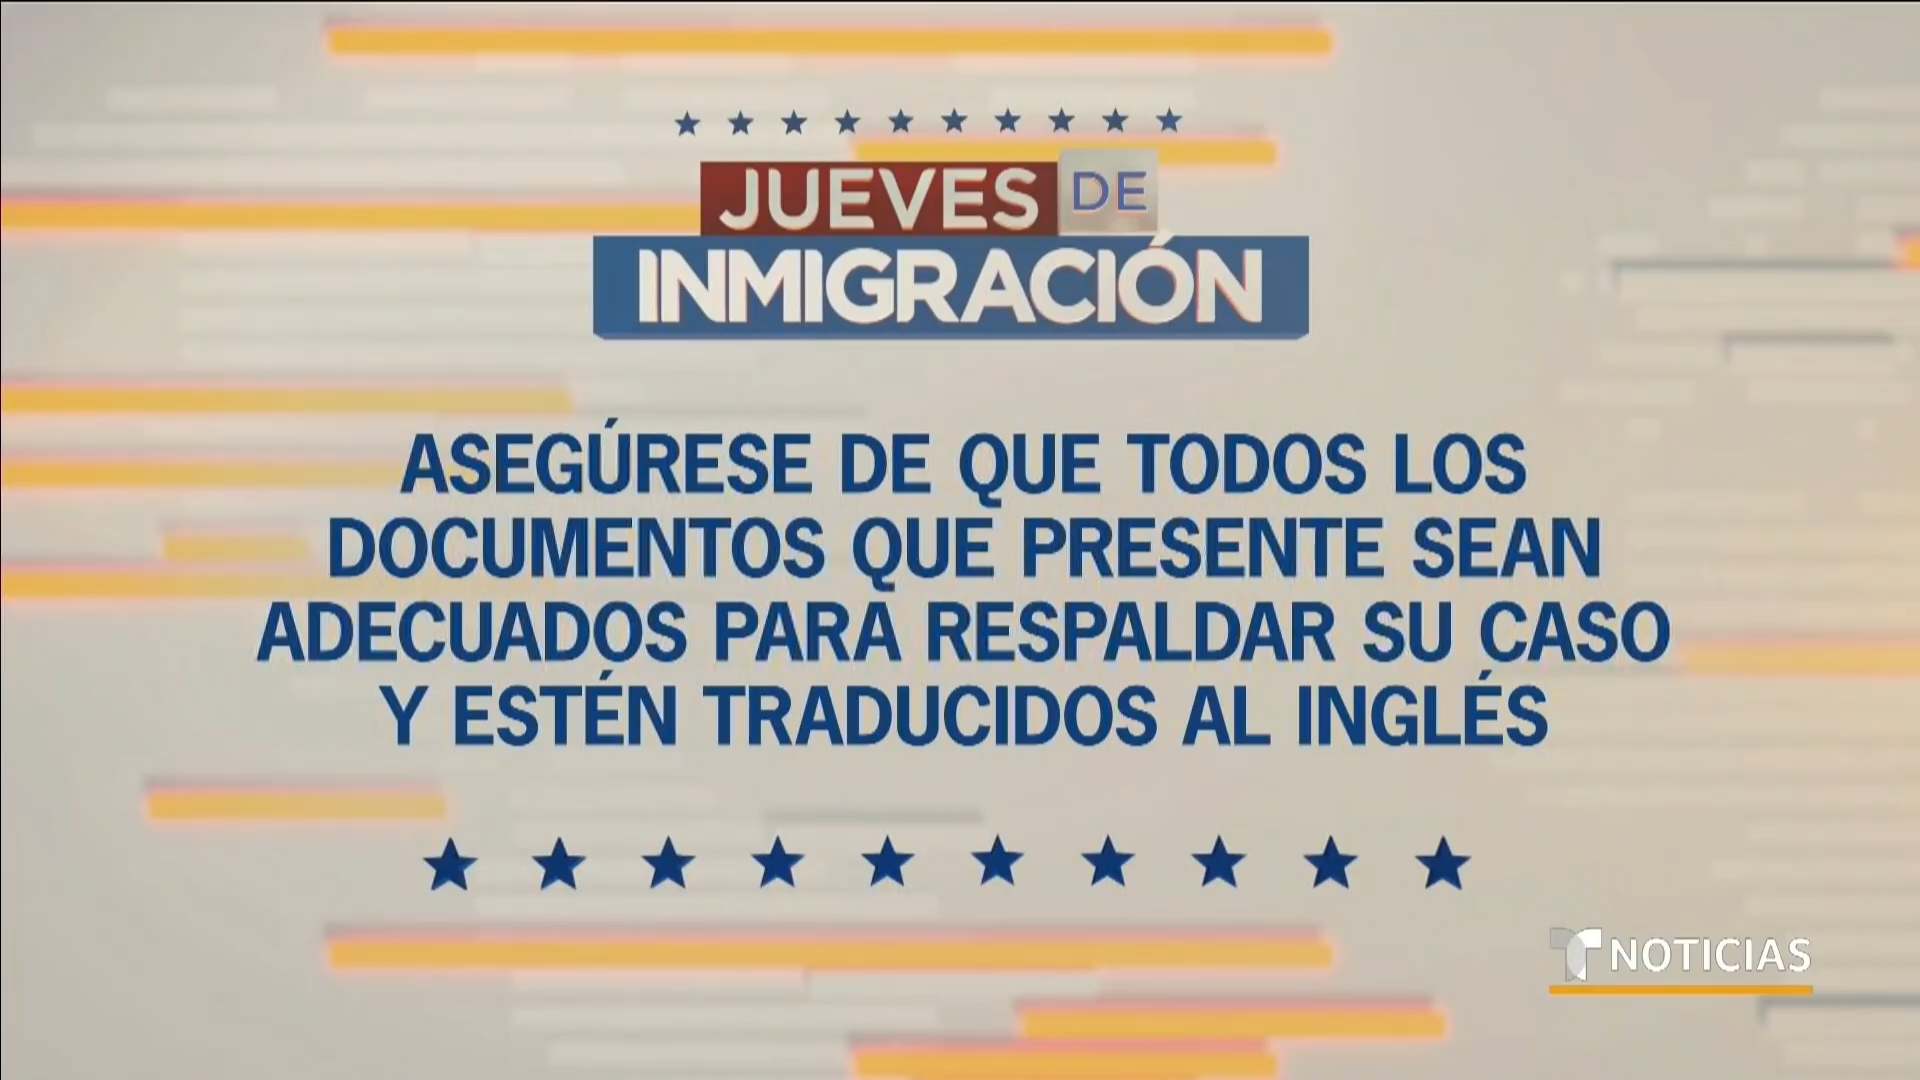 JUEVES DE
INMIGRACIÓN
ASEGÚRESE DE QUE TODOS LOS
DOCUMENTOS QUE PRESENTE SEAN
ADECUADOS PARA RESPALDAR SU CASO
Y ESTÉN TRADUCIDOS AL INGLÉS
NOTICIAS